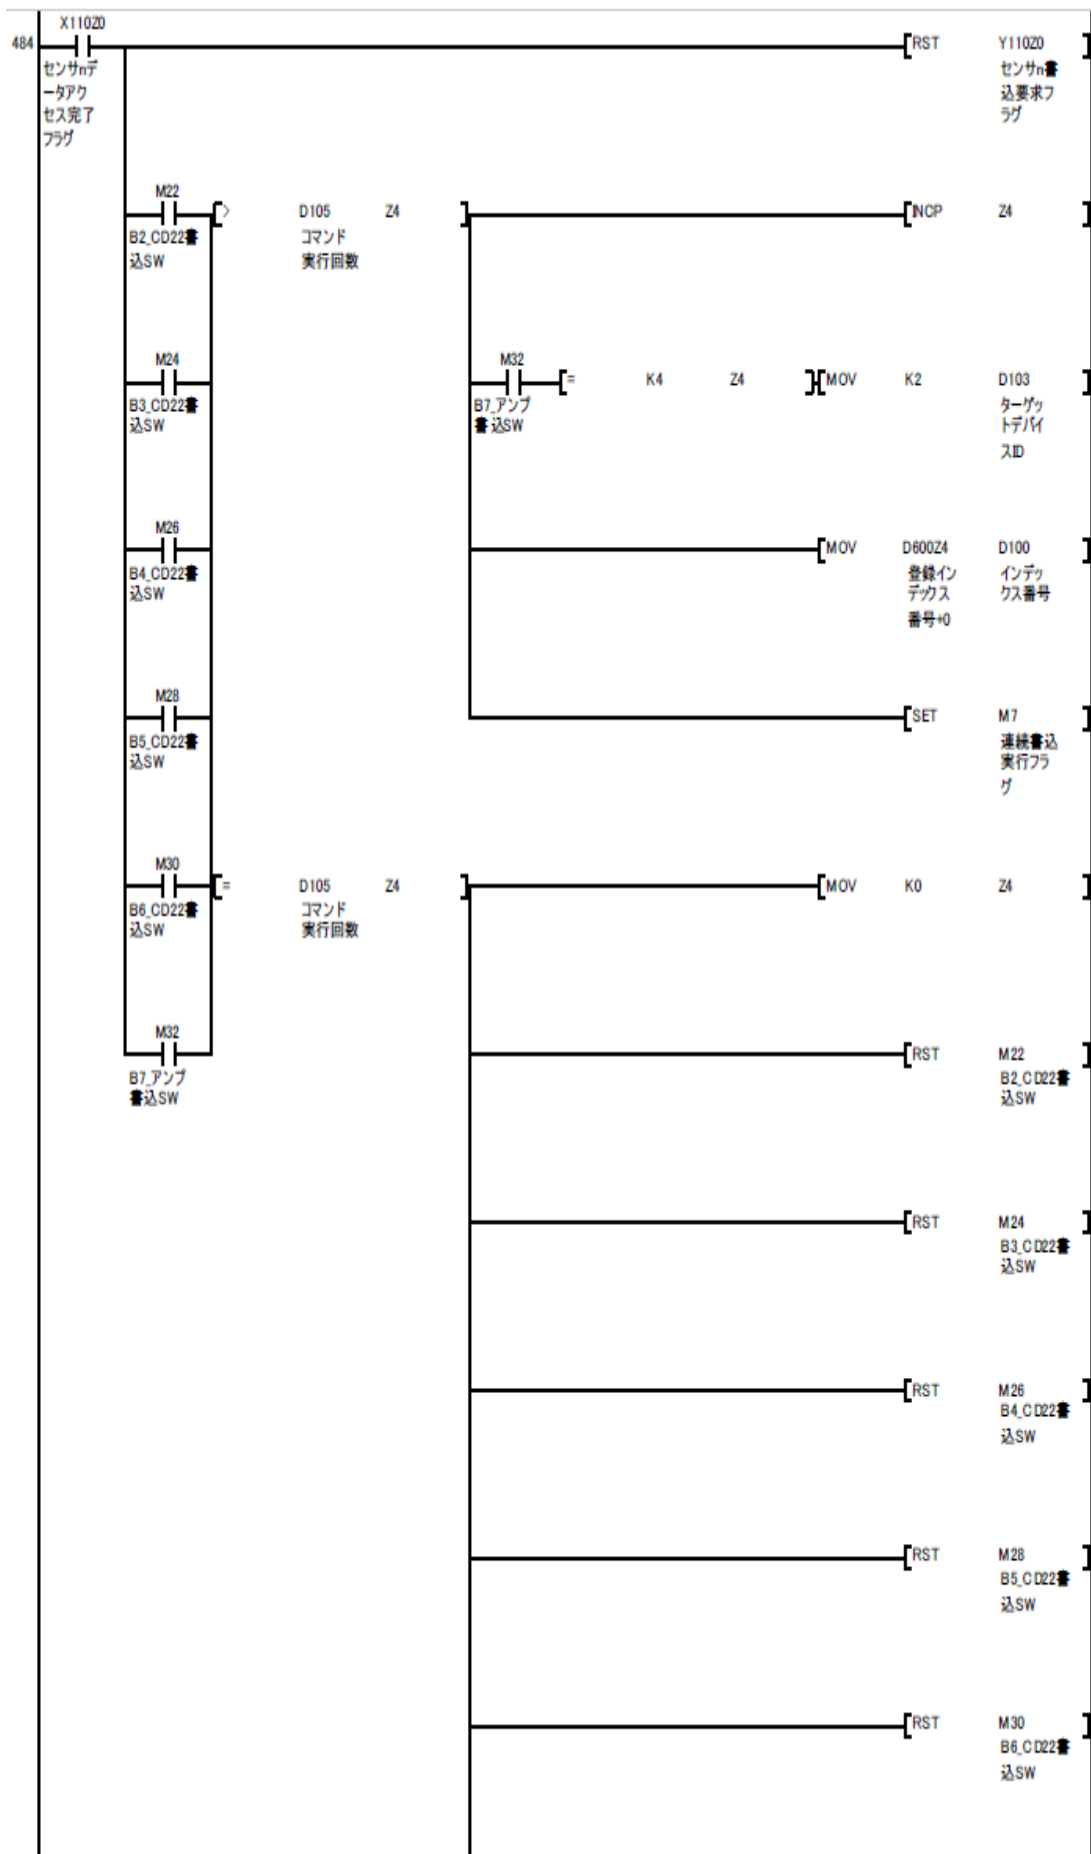 X110Z0
484
RST Y110Z0
センサnデ
ータアク
セス完了
フラグ
センサn書
込要求フ
ラグ
M22
> D105 Z4
INCP Z4
B2_CD22書
込SW
コマンド
実行回数
M24
M32
= K4 Z4
MOV K2 D103
B3_CD22書
込SW
B7_アンプ
書込SW
ターゲッ
トデバイ
スID
M26
MOV D600Z4 D100
B4_CD22書
込SW
登録イン
デックス
番号+0
インデッ
クス番号
M28
SET M7
B5_CD22書
込SW
連続書込
実行フラ
グ
M30
= D105 Z4
MOV K0 Z4
B6_CD22書
込SW
コマンド
実行回数
M32
RST M22
B7_アンプ
書込SW
B2_CD22書
込SW
RST M24
B3_CD22書
込SW
RST M26
B4_CD22書
込SW
RST M28
B5_CD22書
込SW
RST M30
B6_CD22書
込SW